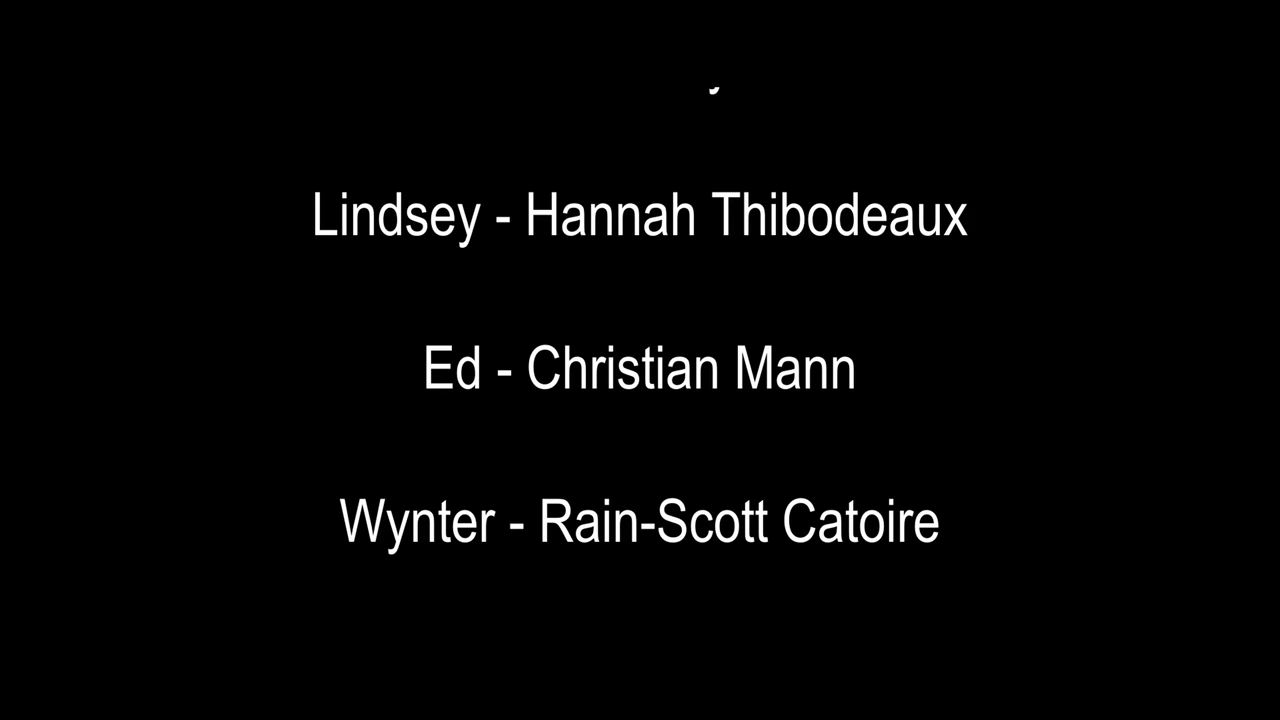 Lindsey - Hannah Thibodeaux
Ed - Christian Mann
Wynter - Rain-Scott Catoire